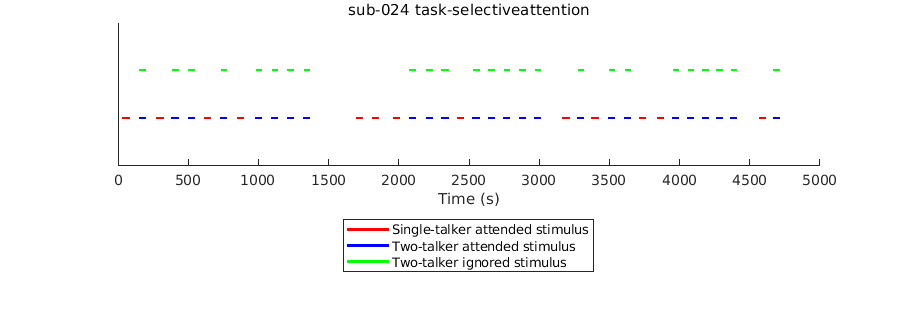 sub-024 task-selectiveattention
0 500 1000 1500 2000 2500 3000 3500 4000 4500 5000
Time (s)
Single-talker attended stimulus
Two-talker attended stimulus
Two-talker ignored stimulus